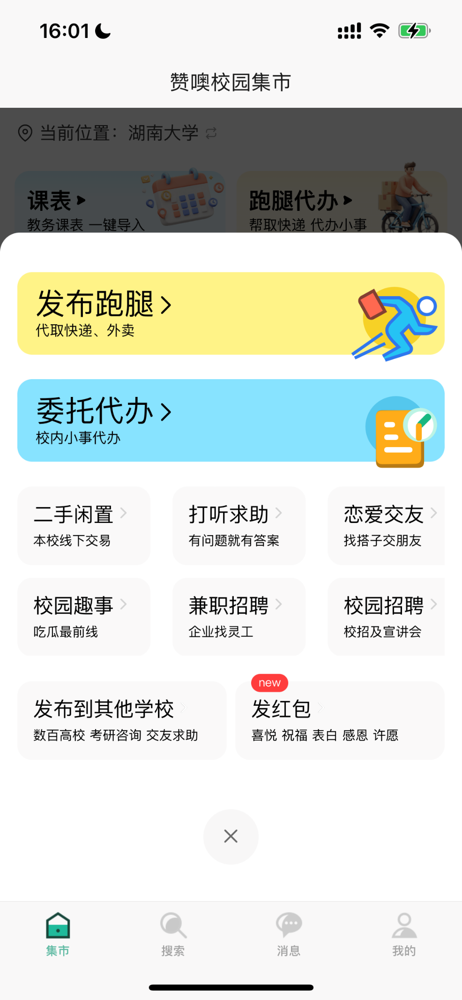 16:01
赞噢校园集市
当前位置：湖南大学
课表
教务课表 一键导入
跑腿代办
帮取快递 代办小事
发布跑腿
代取快递、外卖
委托代办
校内小事代办
二手闲置
本校线下交易
打听求助
有问题就有答案
恋爱交友
找搭子交朋友
校园趣事
吃瓜最前线
兼职招聘
企业找灵工
校园招聘
校招及宣讲会
发布到其他学校
数百高校 考研咨询 交友求助
new
发红包
喜悦 祝福 表白 感恩 许愿
集市
搜索
消息
我的